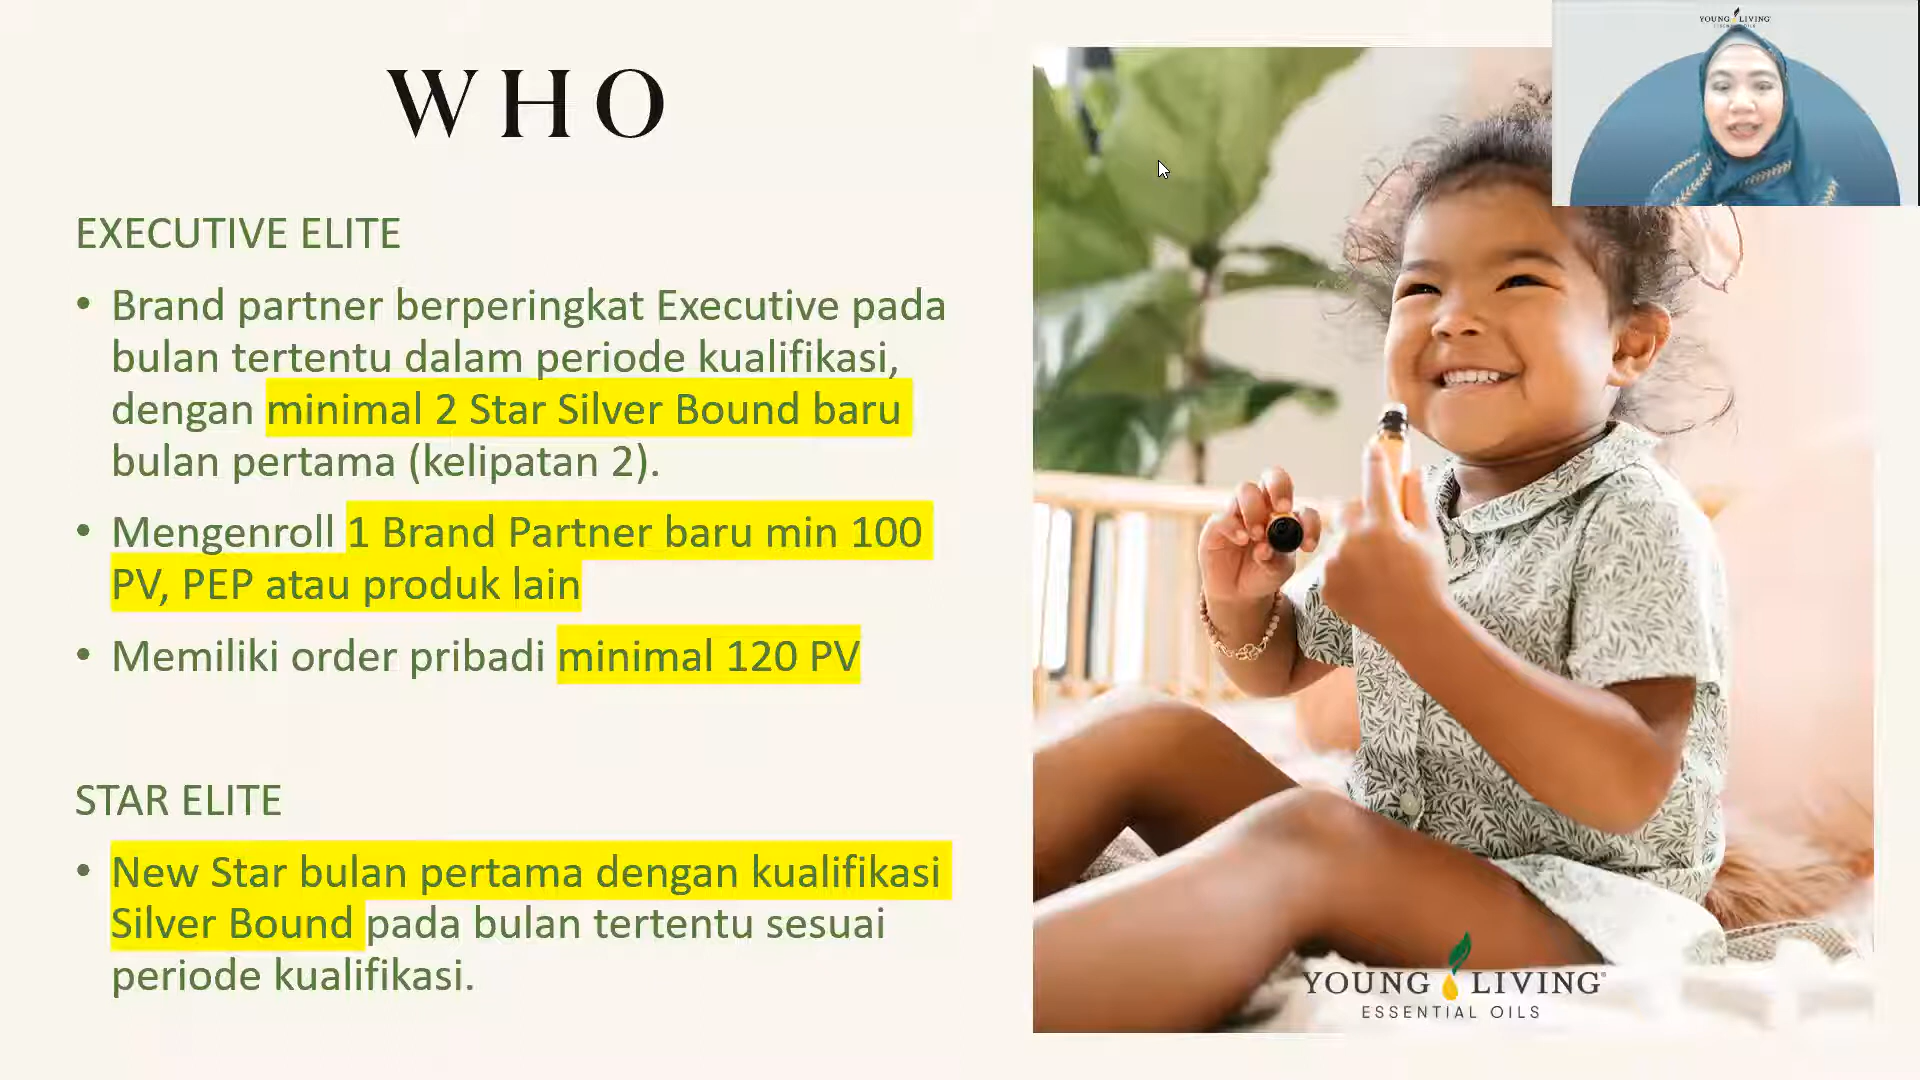 WHO
EXECUTIVE ELITE
• Brand partner berperingkat Executive pada
bulan tertentu dalam periode kualifikasi,
dengan minimal 2 Star Silver Bound baru
bulan pertama (kelipatan 2).
• Mengenroll 1 Brand Partner baru min 100
PV, PEP atau produk lain
• Memiliki order pribadi minimal 120 PV
STAR ELITE
• New Star bulan pertama dengan kualifikasi
Silver Bound pada bulan tertentu sesuai
periode kualifikasi.
YOUNG LIVING
YOUNG LIVING
ESSENTIAL OILS